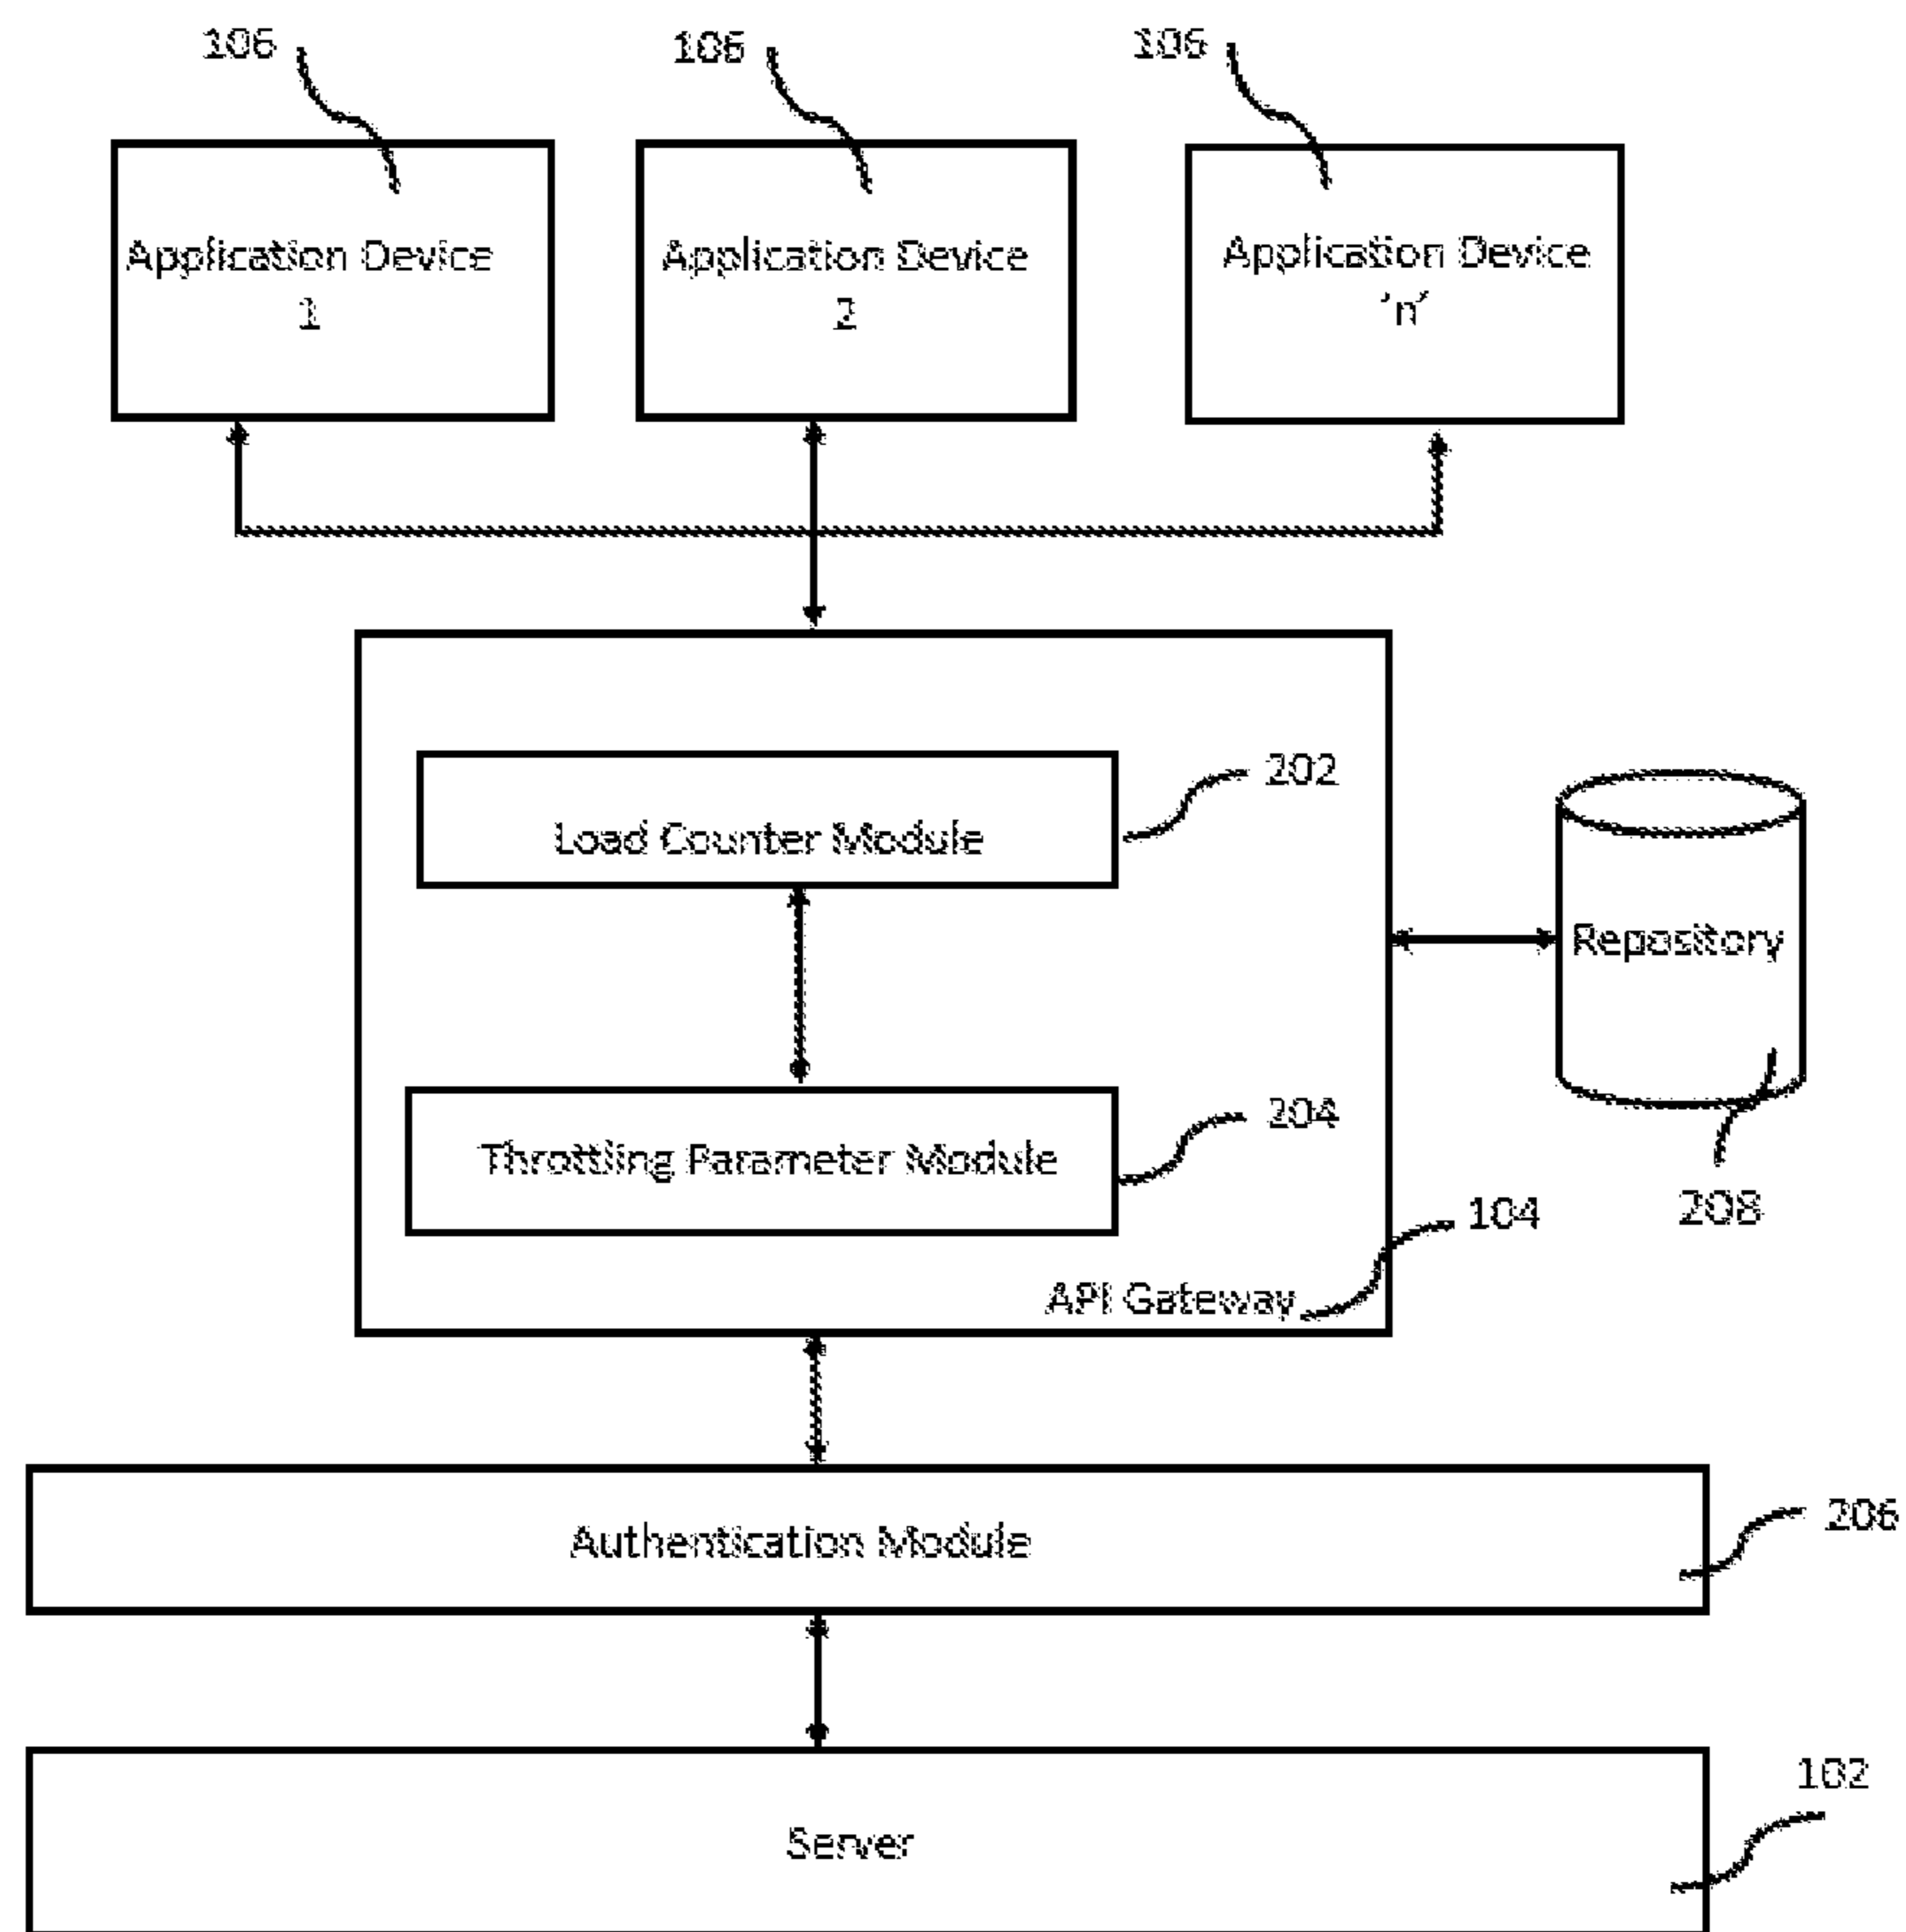 106
106
106
Application Device
1
Application Device
2
Application Device
'n'
202
Load Counter Module
Repository
204
Throttling Parameter Module
208
104
API Gateway
206
Authentication Module
102
Server